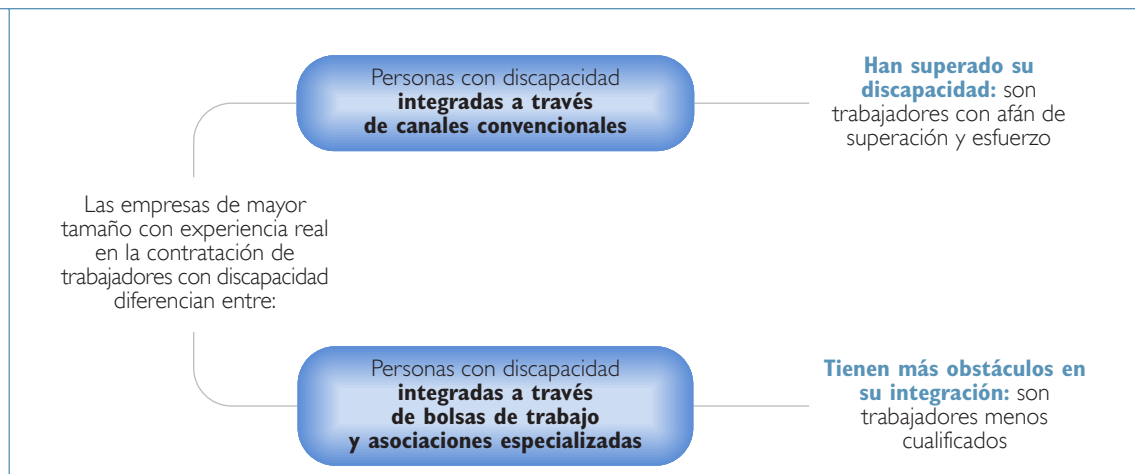 Personas con discapacidad
integradas a través
de canales convencionales
Han superado su
discapacidad: son
trabajadores con afán de
superación y esfuerzo
Las empresas de mayor
tamaño con experiencia real
en la contratación de
trabajadores con discapacidad
diferencian entre:
Personas con discapacidad
integradas a través
de bolsas de trabajo
y asociaciones especializadas
Tienen más obstáculos en
su integración: son
trabajadores menos
cualificados